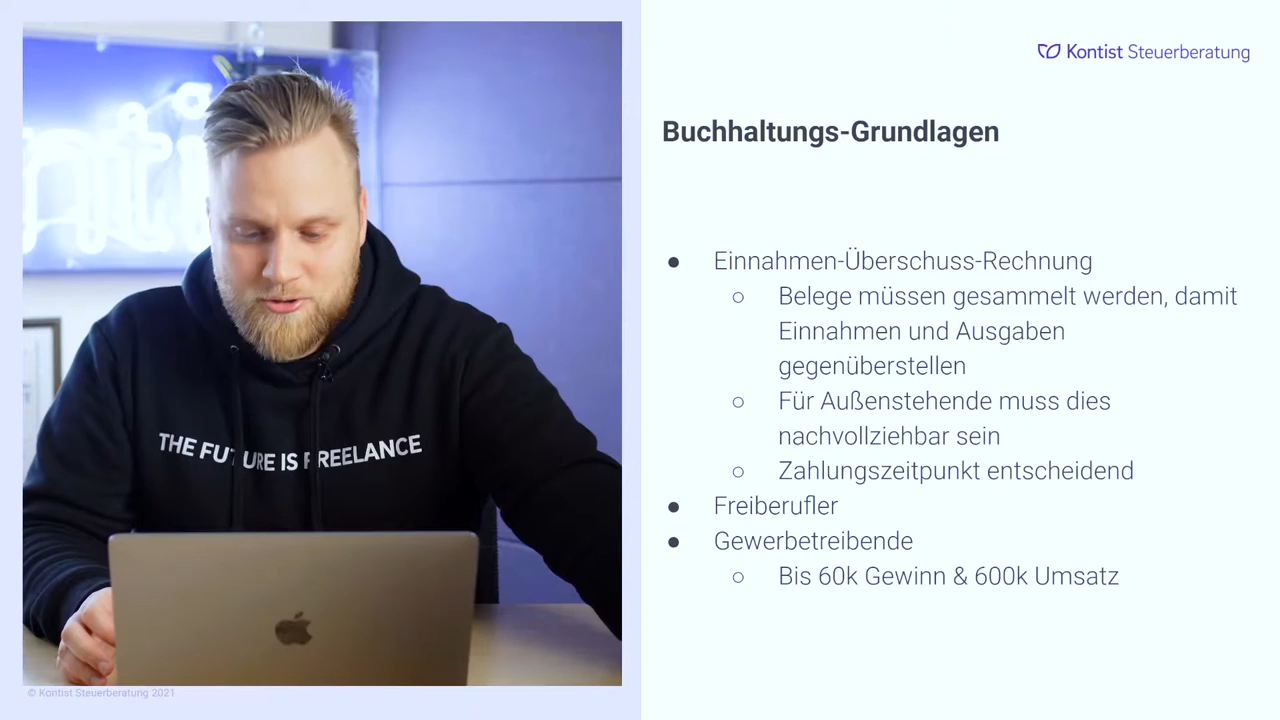 nti
THE FUTURE IS FREELANCE
© Kontist Steuerberatung 2021
Kontist Steuerberatung
Buchhaltungs-Grundlagen
● Einnahmen-Überschuss-Rechnung
○ Belege müssen gesammelt werden, damit
Einnahmen und Ausgaben
gegenüberstellen
○ Für Außenstehende muss dies
nachvollziehbar sein
○ Zahlungszeitpunkt entscheidend
● Freiberufler
● Gewerbetreibende
○ Bis 60k Gewinn & 600k Umsatz